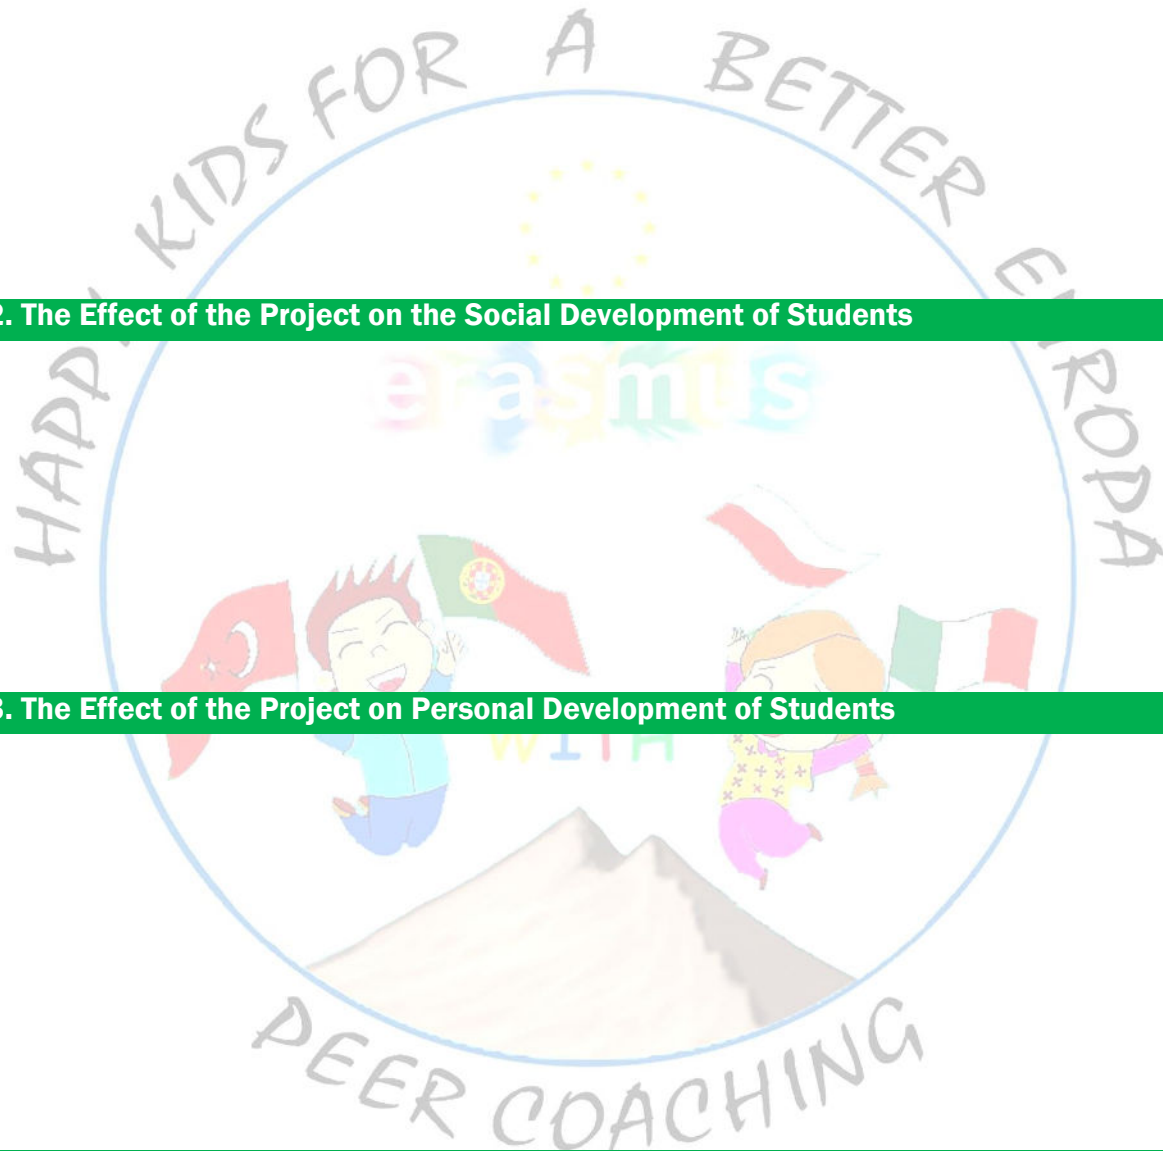 HAPPY KIDS FOR A BETTER EUROPA
2. The Effect of the Project on the Social Development of Students
erasmus
3. The Effect of the Project on Personal Development of Students
WITH
PEER COACHING